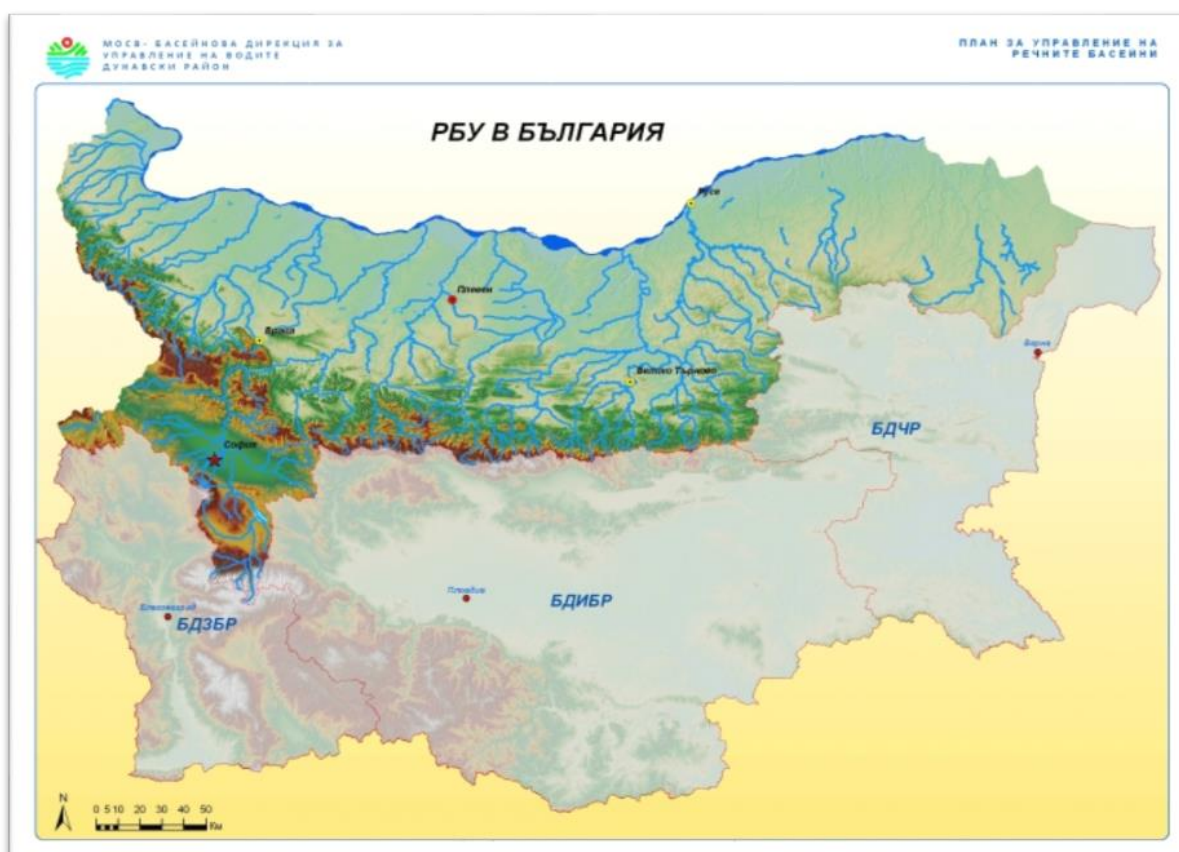 МОСВ- БАСЕЙНОВА ДИРЕКЦИЯ ЗА
УПРАВЛЕНИЕ НА ВОДИТЕ
ДУНАВСКИ РАЙОН
ПЛАН ЗА УПРАВЛЕНИЕ НА
РЕЧНИТЕ БАСЕЙНИ
РБУ В БЪЛГАРИЯ
Русе
Плевен
Враца
Варна
Велико Търново
БДЧР
София
Пловдив
БДИБР
Благоевград
БДЗБР
N
0 5 10 20 30 40 50
Км